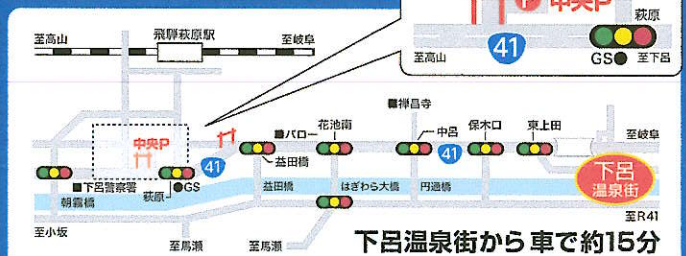 中央P
萩原
至高山
41
GS●
至下呂
至高山
飛騨萩原駅
至岐阜
■禅昌寺
中央P
■バロー
花池南
中呂
保木口
東上田
至岐阜
41
益田橋
41
■下呂警察署
萩原
●GS
朝霧橋
益田橋
はぎわら大橋
円通橋
下呂
温泉街
至小坂
至馬瀬
至馬瀬
至R41
下呂温泉街から車で約15分